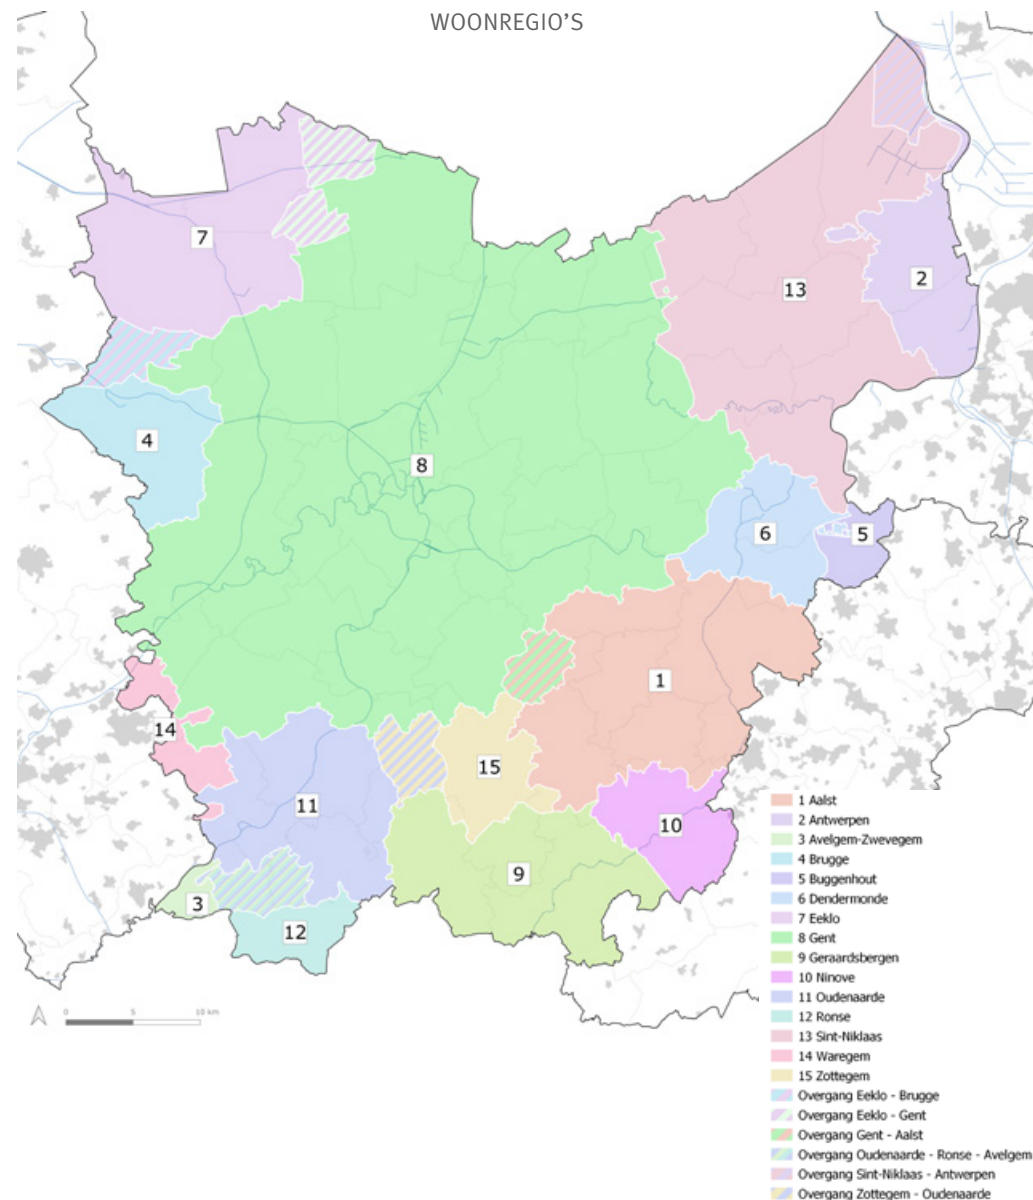 WOONREGIO'S
7
13
2
4
8
6
5
1
14
15
11
10
9
3
12
0 5 10 km
1 Aalst
2 Antwerpen
3 Avelgem-Zwevegem
4 Brugge
5 Buggenhout
6 Dendermonde
7 Eeklo
8 Gent
9 Geraardsbergen
10 Ninove
11 Oudenaarde
12 Ronse
13 Sint-Niklaas
14 Waregem
15 Zottegem
Overgang Eeklo - Brugge
Overgang Eeklo - Gent
Overgang Gent - Aalst
Overgang Oudenaarde - Ronse - Avelgem
Overgang Sint-Niklaas - Antwerpen
Overgang Zottegem - Oudenaarde